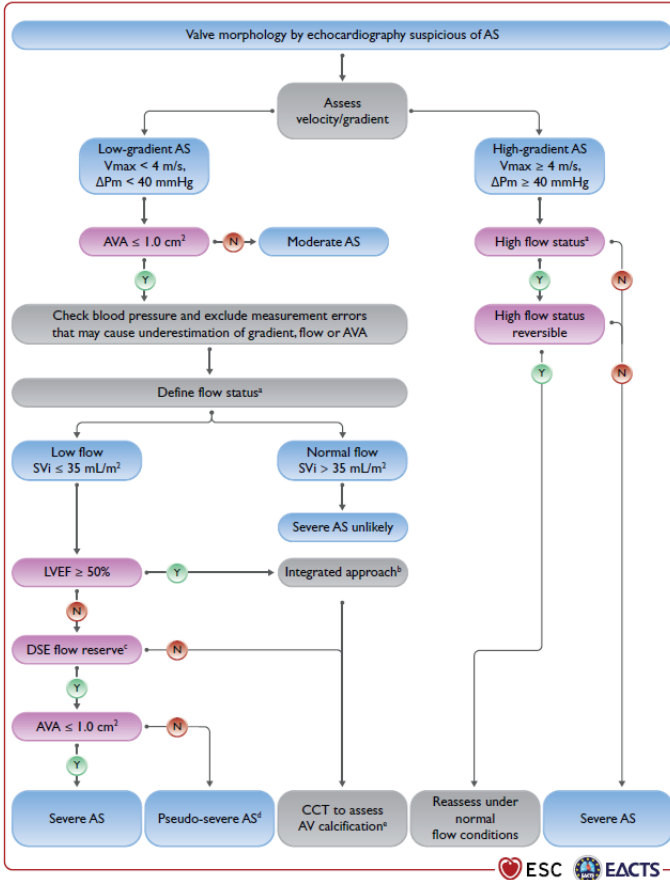 Valve morphology by echocardiography suspicious of AS
Assess
velocity/gradient
Low-gradient AS
Vmax < 4 m/s,
ΔPm < 40 mmHg
High-gradient AS
Vmax ≥ 4 m/s,
ΔPm ≥ 40 mmHg
AVA ≤ 1.0 cm²
N
Moderate AS
High flow statusᵃ
Y
Y
N
Check blood pressure and exclude measurement errors
that may cause underestimation of gradient, flow or AVA
High flow status
reversible
Y
N
Define flow statusᵃ
Low flow
SVi ≤ 35 mL/m²
Normal flow
SVi > 35 mL/m²
Severe AS unlikely
LVEF ≥ 50%
Y
Integrated approachᵇ
N
DSE flow reserveᶜ
N
Y
AVA ≤ 1.0 cm²
N
Y
Severe AS
Pseudo-severe ASᵈ
CCT to assess
AV calcificationᵉ
Reassess under
normal
flow conditions
Severe AS
ESC
EACTS